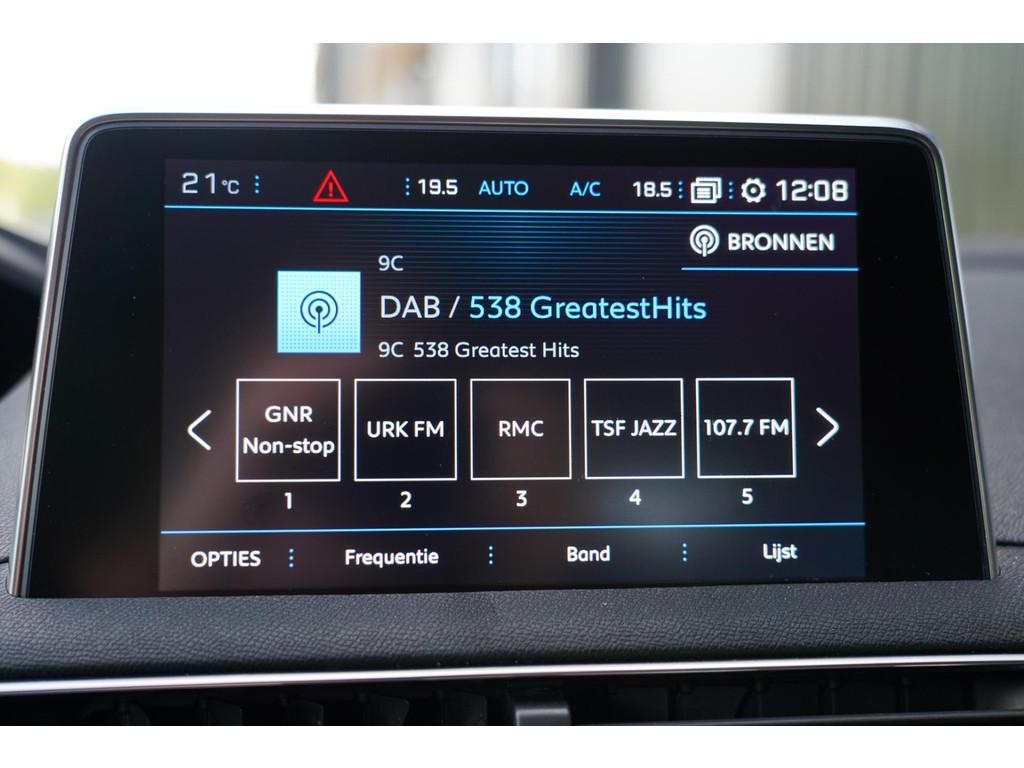 21°C 19.5 AUTO A/C 18.5 12:08
BRONNEN
9C
DAB / 538 GreatestHits
9C 538 Greatest Hits
GNR
Non-stop
URK FM
RMC
TSF JAZZ
107.7 FM
1 2 3 4 5
OPTIES Frequentie Band Lijst